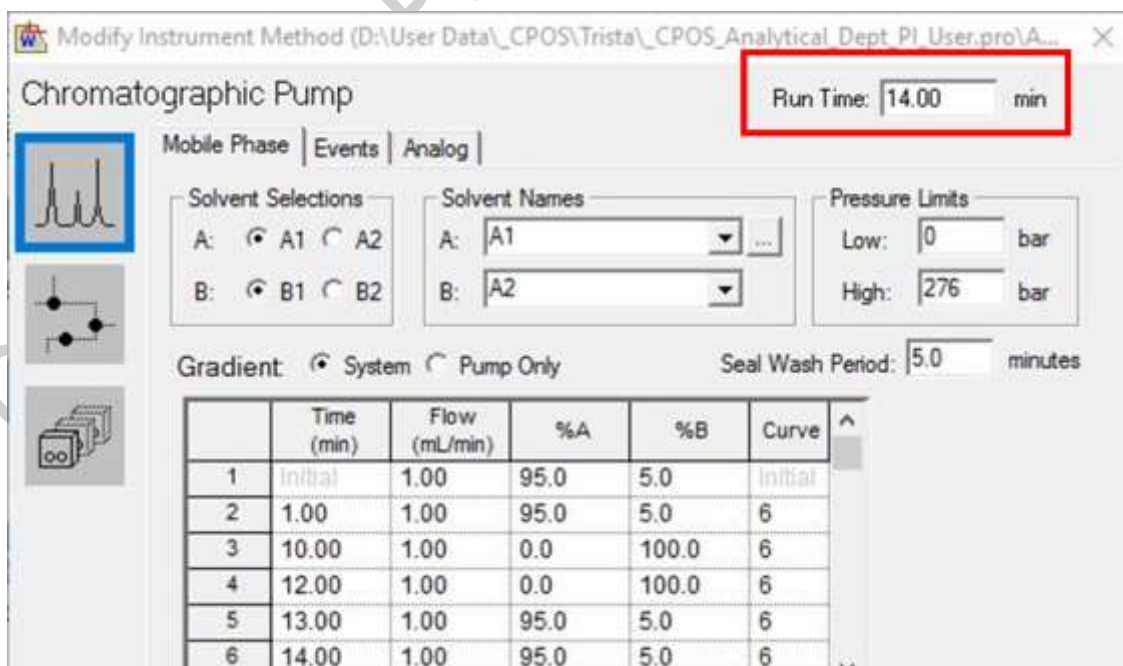 Modify Instrument Method (D:\User Data\_CPOS\Trista\_CPOS_Analytical_Dept_PI_User.pro\A...
Chromatographic Pump
Run Time: 14.00 min
Mobile Phase Events Analog
Solvent Selections Solvent Names Pressure Limits
A: A1 A2 A: A1 ... Low: 0 bar
B: B1 B2 B: A2 High: 276 bar
Gradient: System Pump Only Seal Wash Period: 5.0 minutes
Time (min) Flow (mL/min) %A %B Curve
1 Initial 1.00 95.0 5.0 Initial
2 1.00 1.00 95.0 5.0 6
3 10.00 1.00 0.0 100.0 6
4 12.00 1.00 0.0 100.0 6
5 13.00 1.00 95.0 5.0 6
6 14.00 1.00 95.0 5.0 6